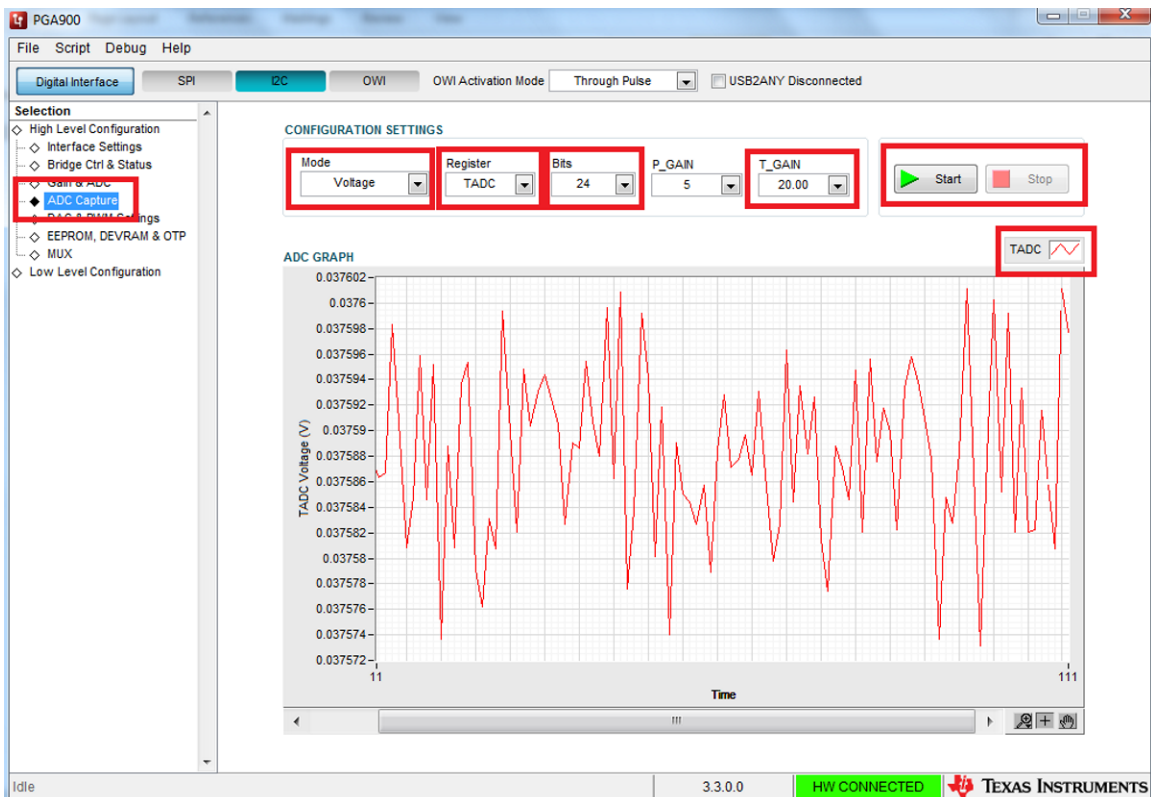 PGA900
File Script Debug Help
Digital Interface SPI I2C OWI OWI Activation Mode Through Pulse USB2ANY Disconnected
Selection
High Level Configuration
Interface Settings
Bridge Ctrl & Status
Gain & ADC
ADC Capture
DAC & PWM Settings
EEPROM, DEVRAM & OTP
MUX
Low Level Configuration
CONFIGURATION SETTINGS
Mode Register Bits P_GAIN T_GAIN
Voltage TADC 24 5 20.00 Start Stop
ADC GRAPH
TADC
TADC Voltage (V)
0.037602
0.0376
0.037598
0.037596
0.037594
0.037592
0.03759
0.037588
0.037586
0.037584
0.037582
0.03758
0.037578
0.037576
0.037574
0.037572
11 111
Time
Idle 3.3.0.0 HW CONNECTED TEXAS INSTRUMENTS